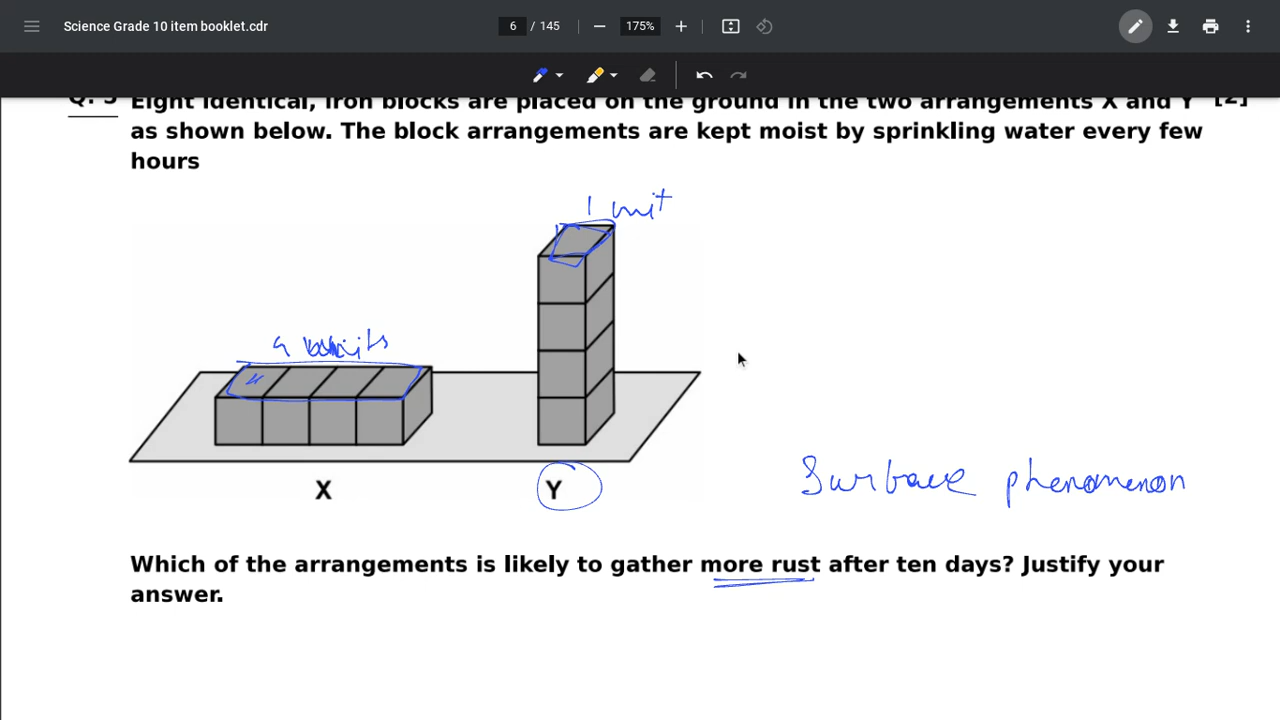 Science Grade 10 item booklet.cdr
6 / 145
175%
Q: 5 Eight identical, iron blocks are placed on the ground in the two arrangements X and Y [2]
as shown below. The block arrangements are kept moist by sprinkling water every few
hours
1 unit
4 units
X
Y
Surface phenomenon
Which of the arrangements is likely to gather more rust after ten days? Justify your
answer.